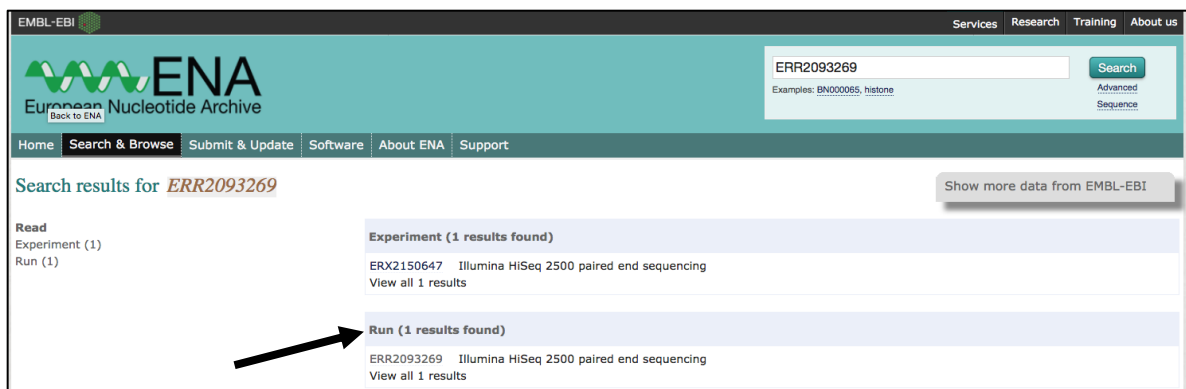 EMBL-EBI
Services Research Training About us
ENA
European Nucleotide Archive
Back to ENA
ERR2093269
Search
Examples: BN000065, histone
Advanced
Sequence
Home Search & Browse Submit & Update Software About ENA Support
Search results for ERR2093269
Show more data from EMBL-EBI
Read
Experiment (1)
Run (1)
Experiment (1 results found)
ERX2150647 Illumina HiSeq 2500 paired end sequencing
View all 1 results
Run (1 results found)
ERR2093269 Illumina HiSeq 2500 paired end sequencing
View all 1 results